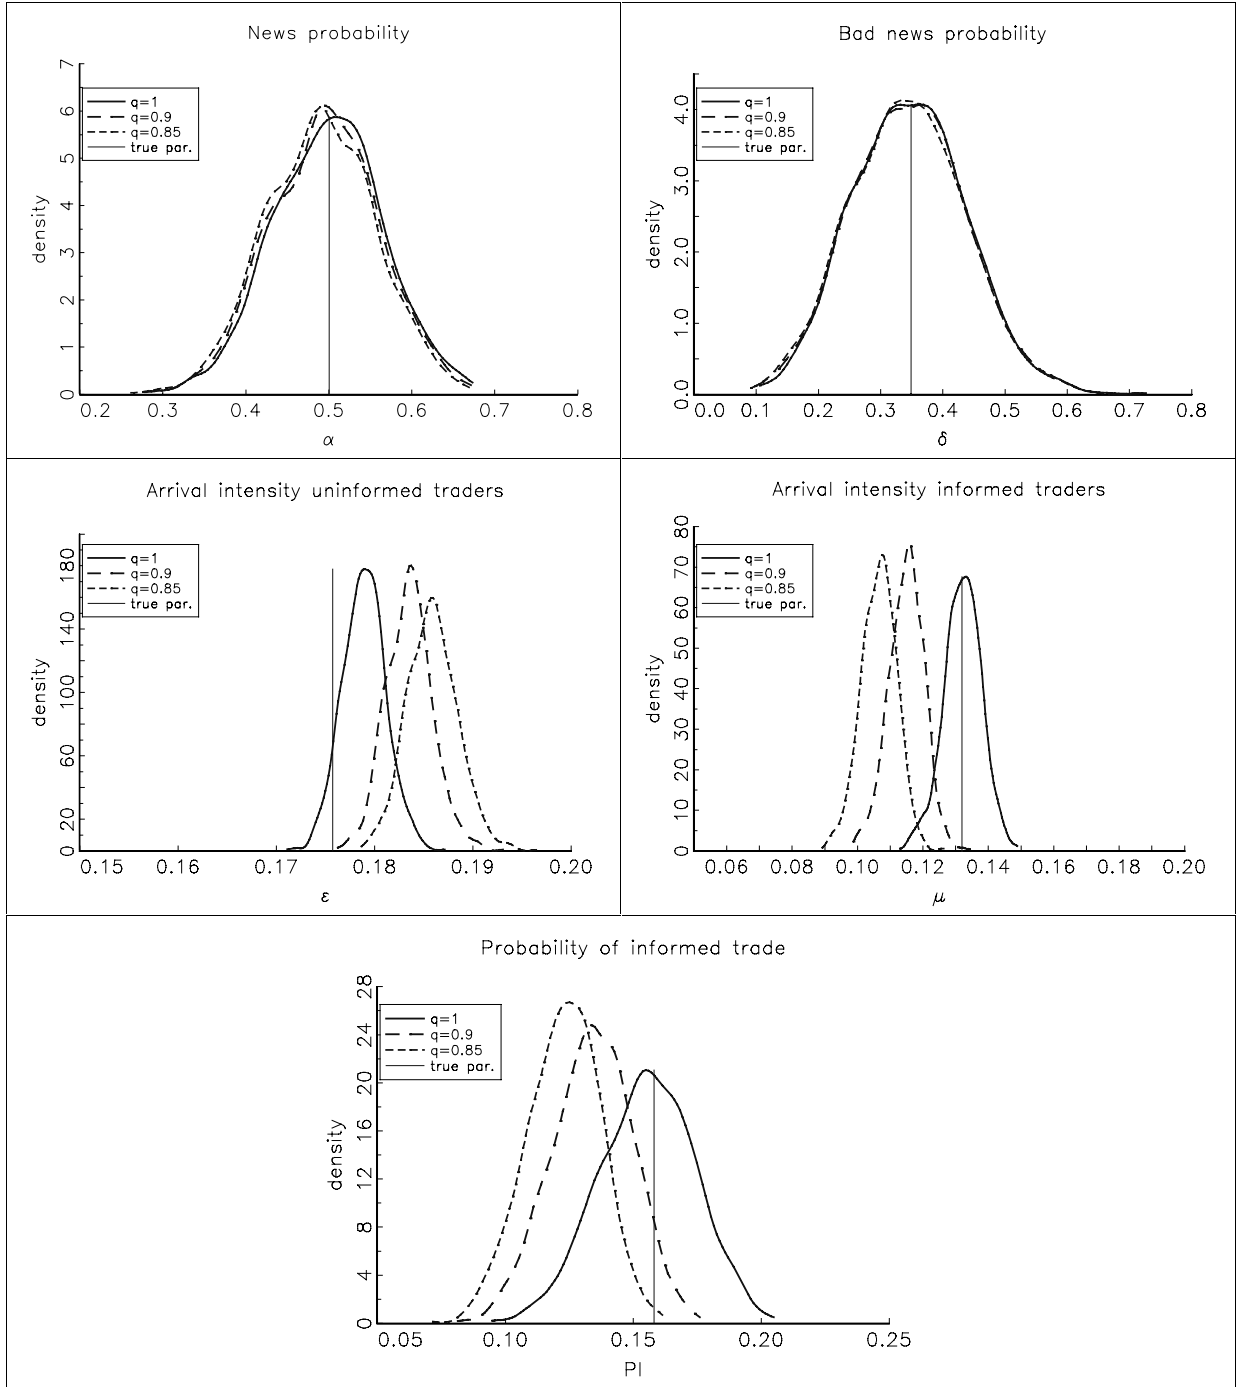 News probability
7
6
5
4
3
2
1
0
density
q=1
q=0.9
q=0.85
true par.
0.2 0.3 0.4 0.5 0.6 0.7 0.8
α
Bad news probability
4.0
3.0
2.0
1.0
0.0
density
q=1
q=0.9
q=0.85
true par.
0.0 0.1 0.2 0.3 0.4 0.5 0.6 0.7 0.8
δ
Arrival intensity uninformed traders
180
140
100
60
20
0
density
q=1
q=0.9
q=0.85
true par.
0.15 0.16 0.17 0.18 0.19 0.20
ε
Arrival intensity informed traders
80
70
60
50
40
30
20
10
0
density
q=1
q=0.9
q=0.85
true par.
0.06 0.08 0.10 0.12 0.14 0.16 0.18 0.20
μ
Probability of informed trade
28
24
20
16
12
8
4
0
density
q=1
q=0.9
q=0.85
true par.
0.05 0.10 0.15 0.20 0.25
PI